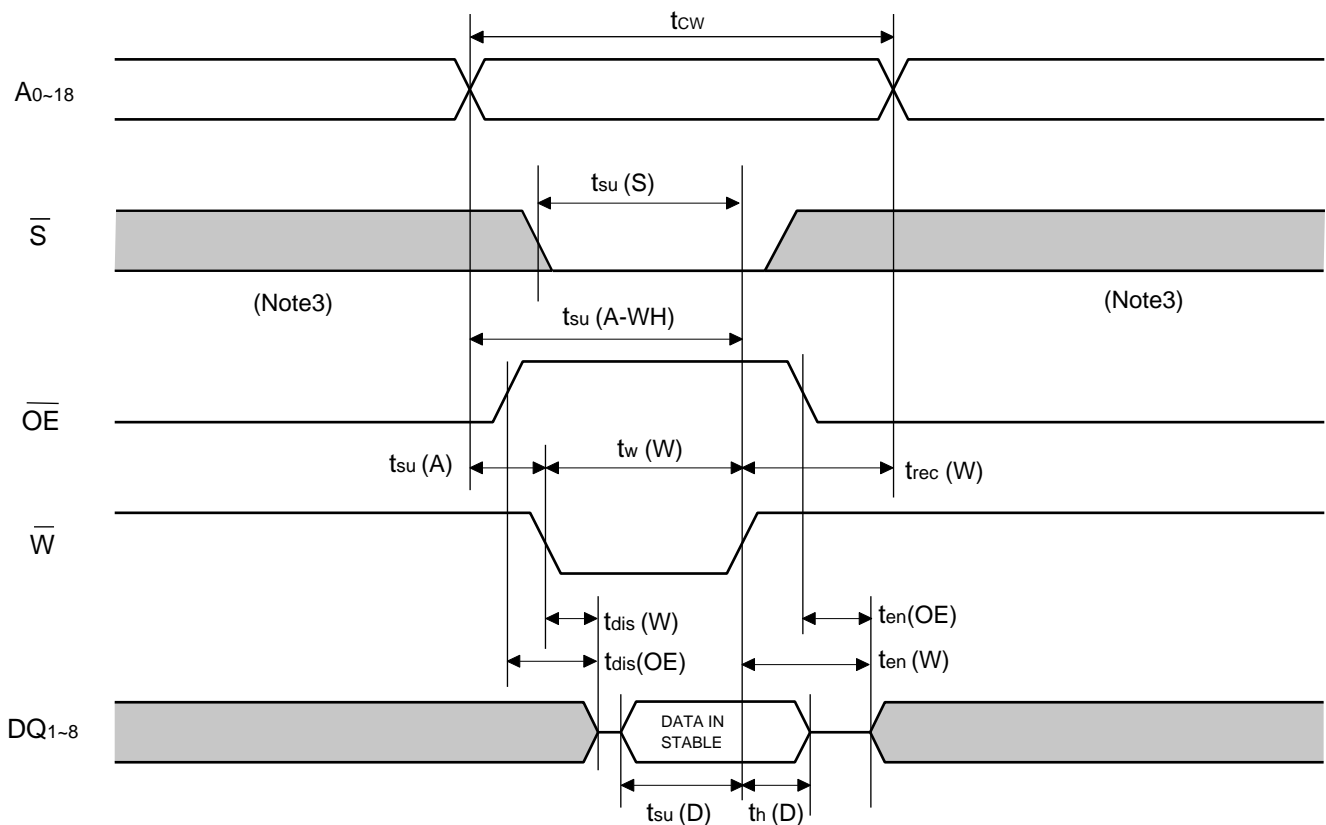 tCW
A0~18
tsu (S)
S
(Note3)
(Note3)
tsu (A-WH)
OE
tsu (A)
tw (W)
trec (W)
W
tdis (W)
ten(OE)
tdis(OE)
ten (W)
DQ1~8
DATA IN
STABLE
tsu (D)
th (D)